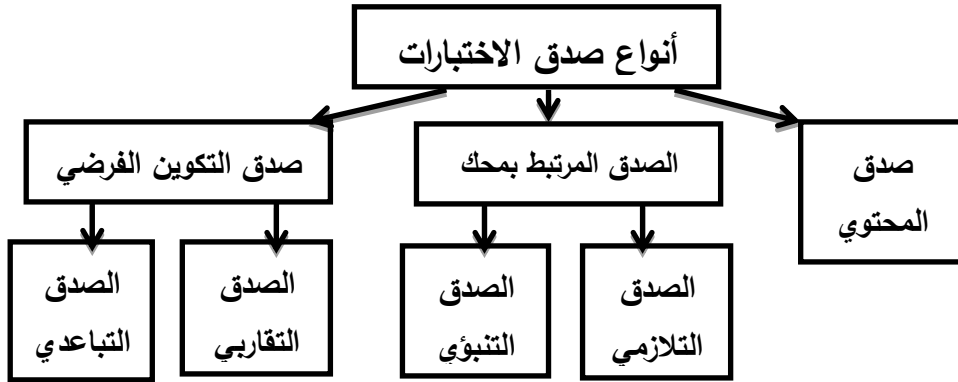 أنواع صدق الاختبارات
صدق
المحتوي
الصدق المرتبط بمحك
صدق التكوين الفرضي
الصدق
التلازمي
الصدق
التنبؤي
الصدق
التقاربي
الصدق
التباعدي